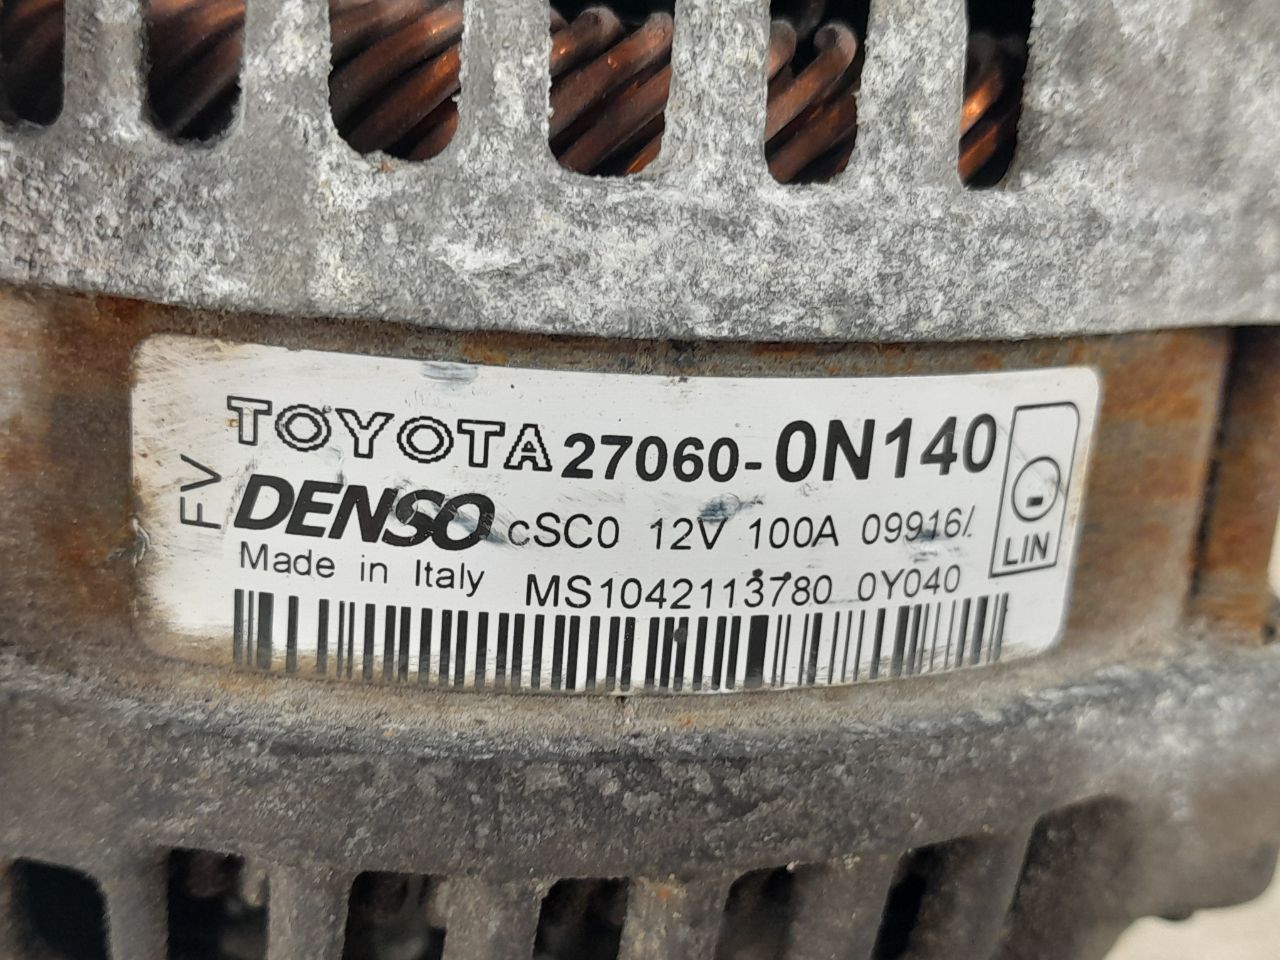 TOYOTA 27060-0N140
FV
DENSO cSC0 12V 100A 09916/.
LIN
Made in Italy MS1042113780 0Y040